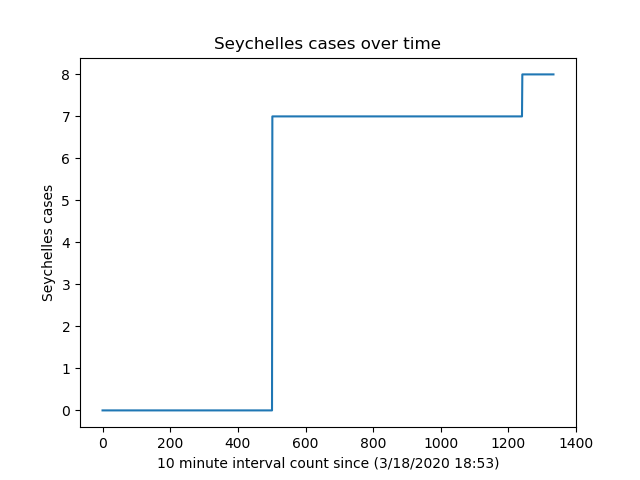 Seychelles cases over time
8
7
6
5
4
3
2
1
0
Seychelles cases
0 200 400 600 800 1000 1200 1400
10 minute interval count since (3/18/2020 18:53)